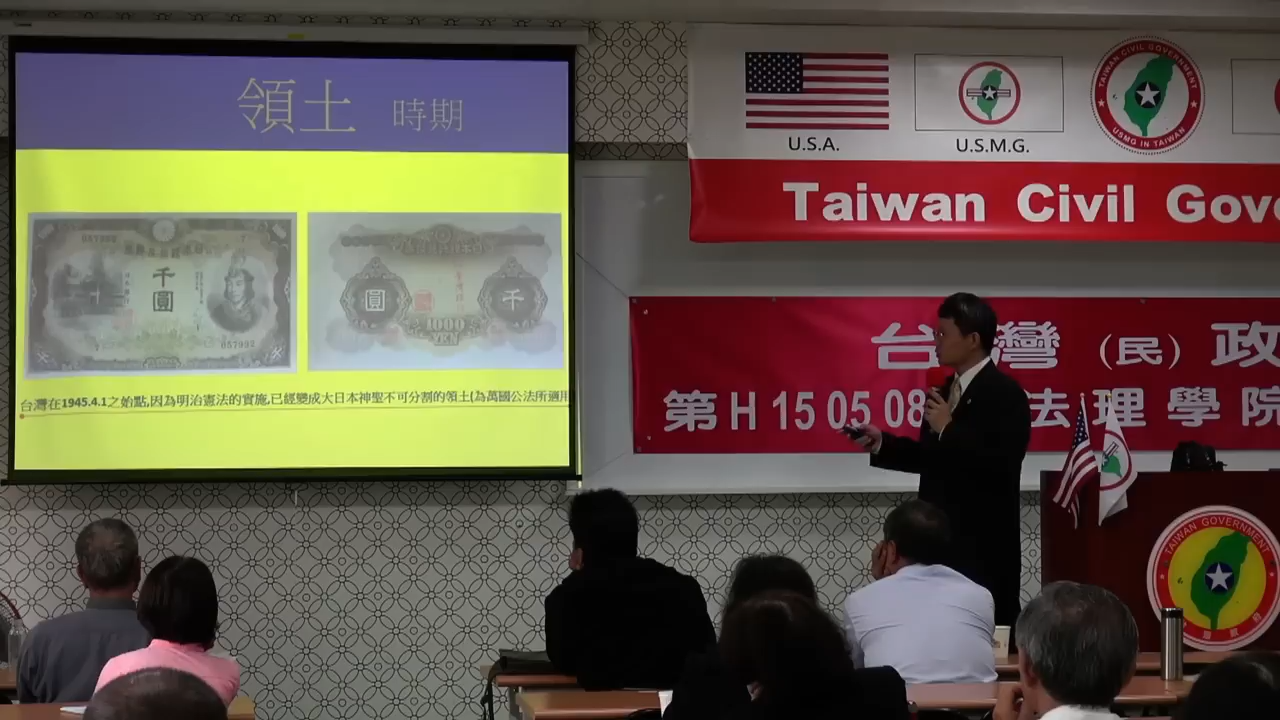 領土 時期
057992
千
圓
057992
圓
千
1000
YEN
台灣在1945.4.1之始點,因為明治憲法的實施,已經變成大日本神聖不可分割的領土(為萬國公法所適用
U.S.A.
U.S.M.G.
TAIWAN CIVIL GOVERNMENT
USMG IN TAIWAN
Taiwan Civil Gove
台灣 (民) 政
第H 15 05 08 法理學院
TAIWAN GOVERNMENT